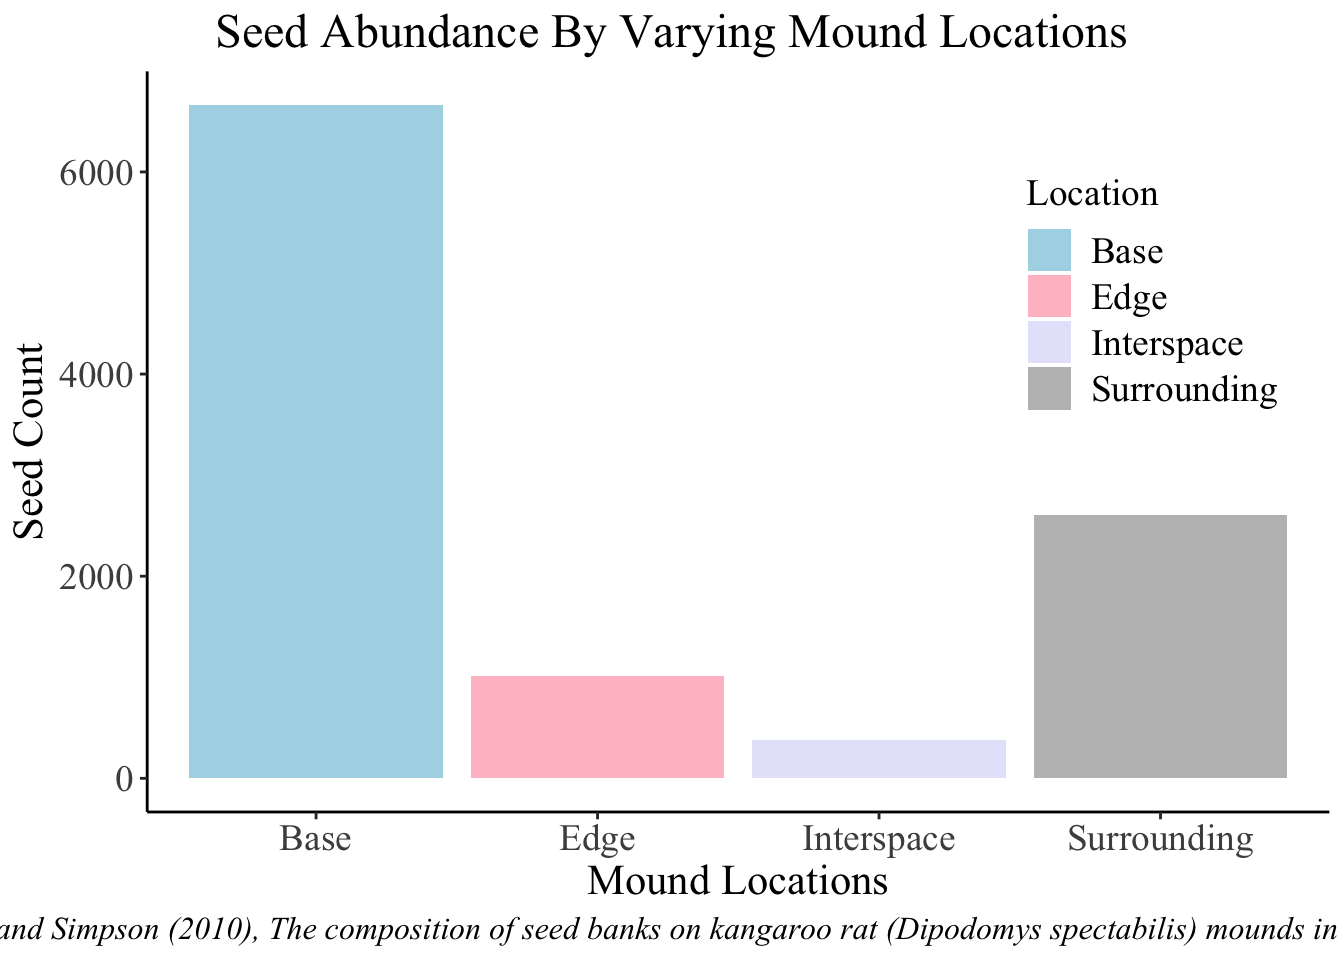 Seed Abundance By Varying Mound Locations
Seed Count
6000
4000
2000
0
Location
Base
Edge
Interspace
Surrounding
Base Edge Interspace Surrounding
Mound Locations
and Simpson (2010), The composition of seed banks on kangaroo rat (Dipodomys spectabilis) mounds in